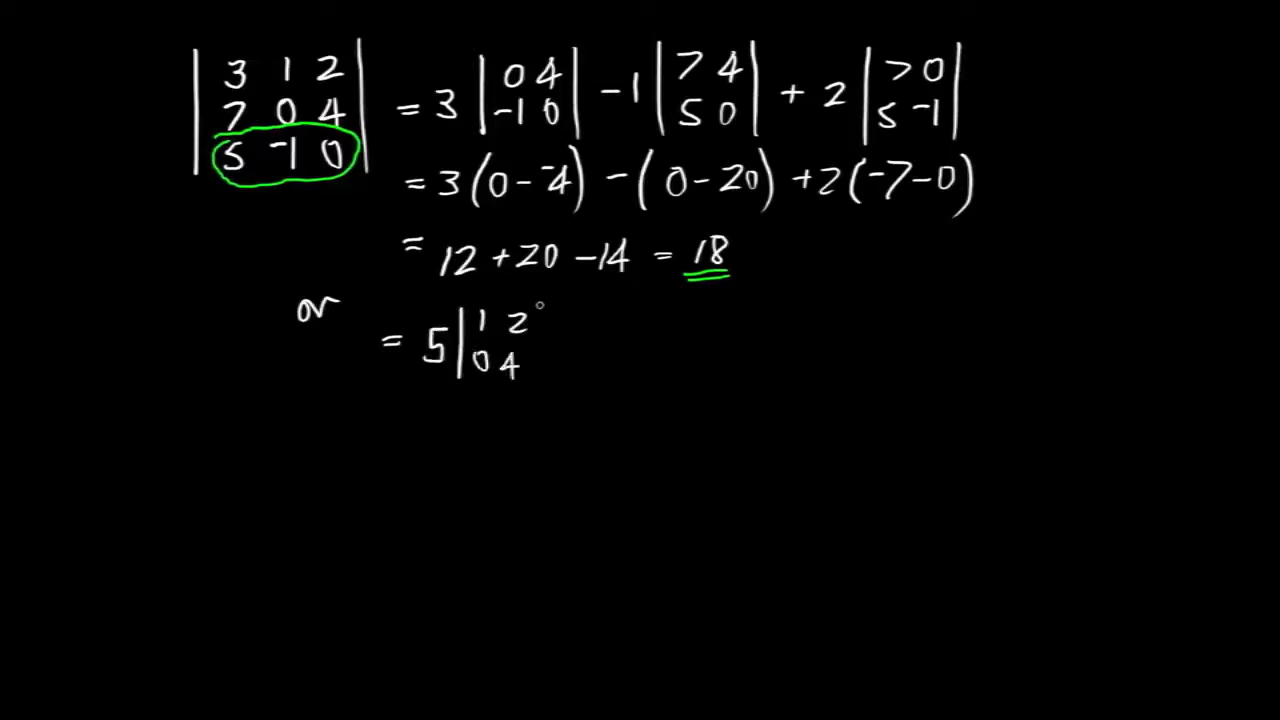 |3 1 2|
|7 0 4| = 3 |0 4| - 1 |7 4| + 2 |7 0|
|5 -1 0| |-1 0| |5 0| |5 -1|
= 3(0 - -4) - (0 - 20) + 2(-7 - 0)
= 12 + 20 - 14 = 18
or
= 5 |1 2
|0 4